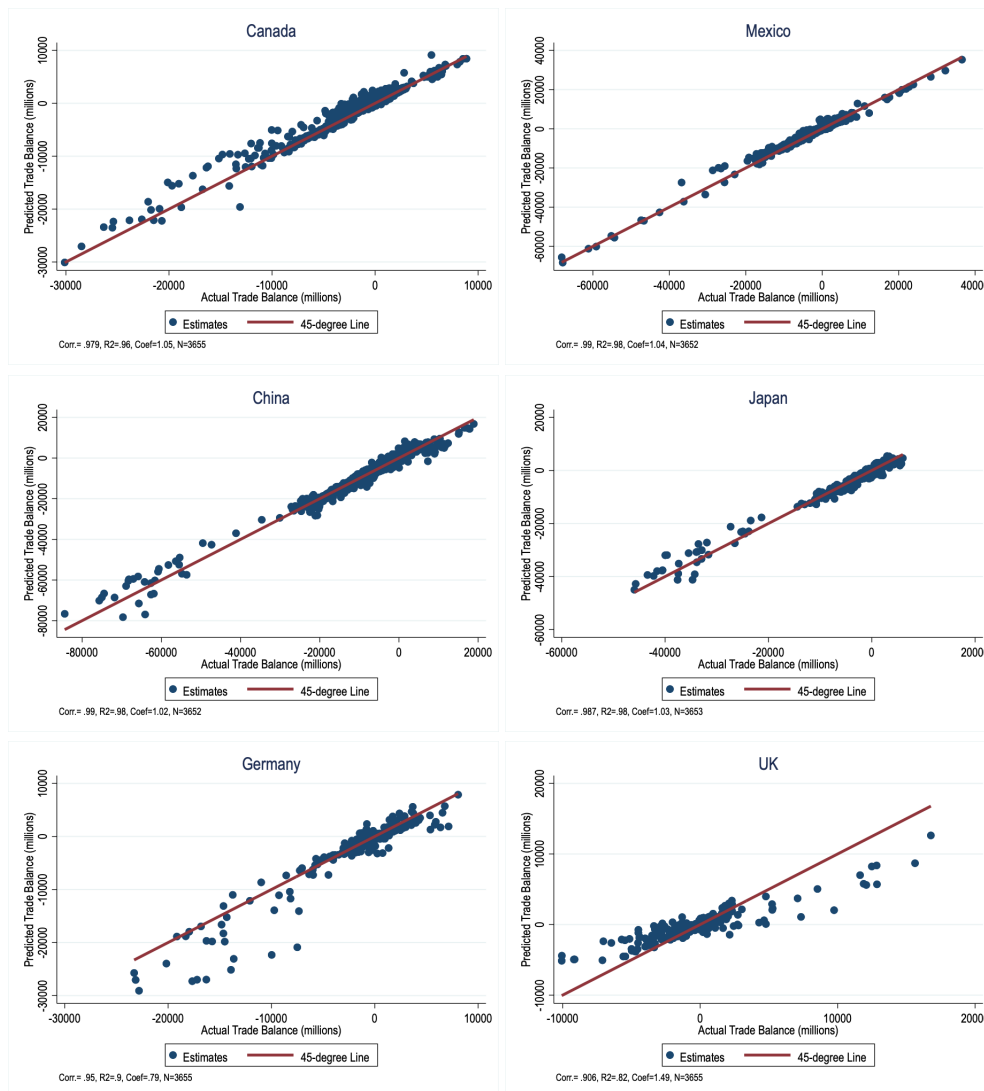 Canada
Predicted Trade Balance (millions)
10000
0
-10000
-20000
-30000
-30000 -20000 -10000 0 10000
Actual Trade Balance (millions)
Estimates 45-degree Line
Corr.= .979, R2=.96, Coef=1.05, N=3655
Mexico
Predicted Trade Balance (millions)
40000
20000
0
-20000
-40000
-60000
-60000 -40000 -20000 0 20000 4000
Actual Trade Balance (millions)
Estimates 45-degree Line
Corr.= .99, R2=.98, Coef=1.04, N=3652
China
Predicted Trade Balance (millions)
20000
0
-20000
-40000
-60000
-80000
-80000 -60000 -40000 -20000 0 20000
Actual Trade Balance (millions)
Estimates 45-degree Line
Corr.= .99, R2=.98, Coef=1.02, N=3652
Japan
Predicted Trade Balance (millions)
20000
0
-20000
-40000
-60000
-60000 -40000 -20000 0 2000
Actual Trade Balance (millions)
Estimates 45-degree Line
Corr.= .987, R2=.98, Coef=1.03, N=3653
Germany
Predicted Trade Balance (millions)
10000
0
-10000
-20000
-30000
-30000 -20000 -10000 0 10000
Actual Trade Balance (millions)
Estimates 45-degree Line
Corr.= .95, R2=.9, Coef=.79, N=3655
UK
Predicted Trade Balance (millions)
20000
10000
0
-10000
-10000 0 10000 2000
Actual Trade Balance (millions)
Estimates 45-degree Line
Corr.= .906, R2=.82, Coef=1.49, N=3655